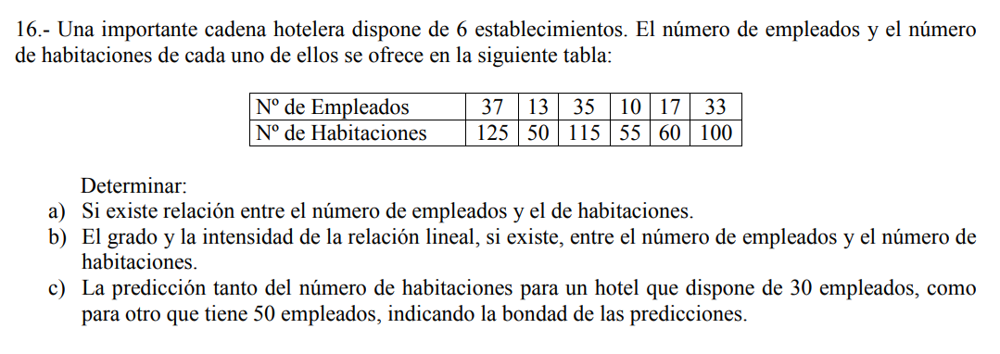 16.- Una importante cadena hotelera dispone de 6 establecimientos. El número de empleados y el número
de habitaciones de cada uno de ellos se ofrece en la siguiente tabla:
Nº de Empleados 37 13 35 10 17 33
Nº de Habitaciones 125 50 115 55 60 100
Determinar:
a) Si existe relación entre el número de empleados y el de habitaciones.
b) El grado y la intensidad de la relación lineal, si existe, entre el número de empleados y el número de
habitaciones.
c) La predicción tanto del número de habitaciones para un hotel que dispone de 30 empleados, como
para otro que tiene 50 empleados, indicando la bondad de las predicciones.